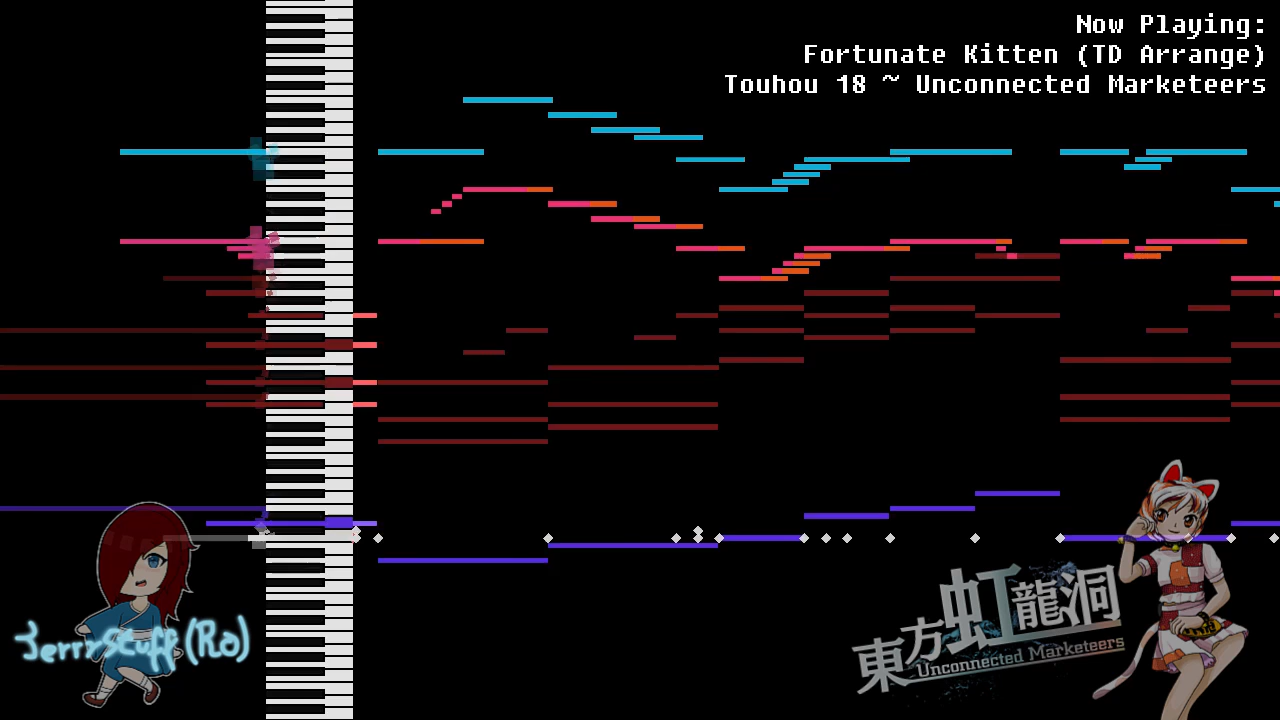 Now Playing:
Fortunate Kitten (TD Arrange)
Touhou 18 ~ Unconnected Marketeers
東方虹龍洞
Unconnected Marketeers
JerryStuff (Ro)